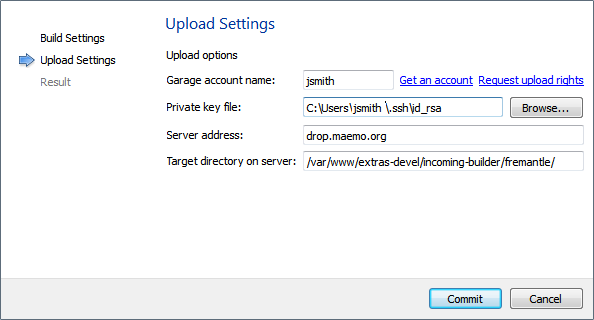 Upload Settings
Build Settings
Upload Settings
Result
Upload options
Garage account name: jsmith Get an account Request upload rights
Private key file: C:\Users\jsmith \.ssh\id_rsa Browse...
Server address: drop.maemo.org
Target directory on server: /var/www/extras-devel/incoming-builder/fremantle/
Commit Cancel